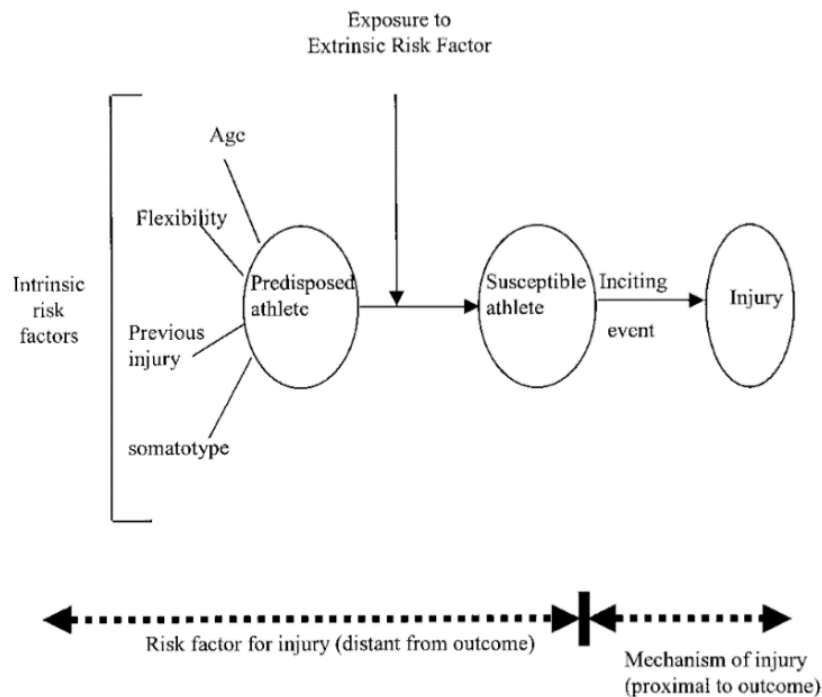 Exposure to
Extrinsic Risk Factor
Age
Flexibility
Intrinsic
risk
factors
Predisposed
athlete
Susceptible
athlete
Inciting
event
Injury
Previous
injury
somatotype
Risk factor for injury (distant from outcome)
Mechanism of injury
(proximal to outcome)